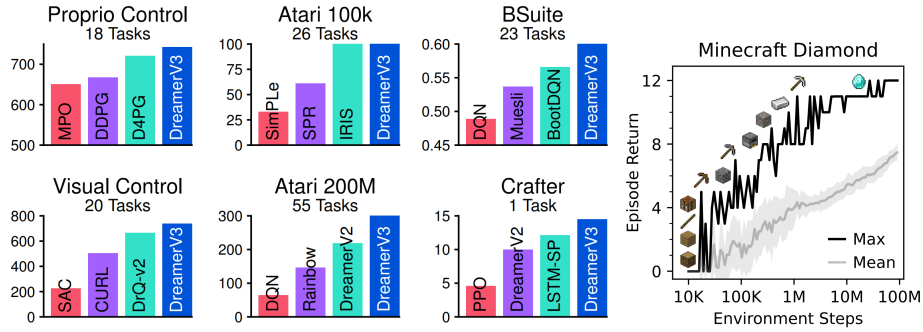 Proprio Control
18 Tasks
700
600
500
MPO
DDPG
D4PG
DreamerV3
Atari 100k
26 Tasks
100
75
50
25
0
SimPLe
SPR
IRIS
DreamerV3
BSuite
23 Tasks
0.60
0.55
0.50
0.45
DQN
Muesli
BootDQN
DreamerV3
Visual Control
20 Tasks
800
600
400
200
0
SAC
CURL
DrQ-v2
DreamerV3
Atari 200M
55 Tasks
300
200
100
0
DQN
Rainbow
DreamerV2
DreamerV3
Crafter
1 Task
15
10
5
0
PPO
DreamerV2
LSTM-SP
DreamerV3
Minecraft Diamond
Episode Return
12
8
4
0
Max
Mean
10K 100K 1M 10M 100M
Environment Steps